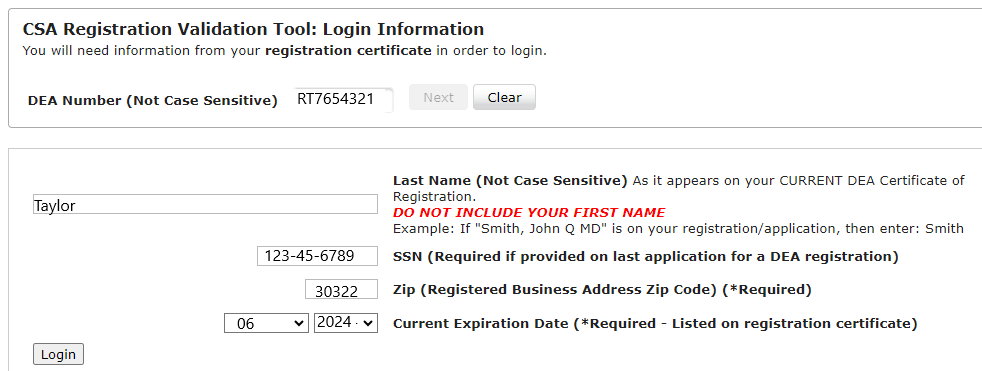 CSA Registration Validation Tool: Login Information
You will need information from your registration certificate in order to login.
DEA Number (Not Case Sensitive) RT7654321 Next Clear
Last Name (Not Case Sensitive) As it appears on your CURRENT DEA Certificate of
Registration.
Taylor
DO NOT INCLUDE YOUR FIRST NAME
Example: If "Smith, John Q MD" is on your registration/application, then enter: Smith
123-45-6789 SSN (Required if provided on last application for a DEA registration)
30322 Zip (Registered Business Address Zip Code) (*Required)
06 2024 Current Expiration Date (*Required - Listed on registration certificate)
Login